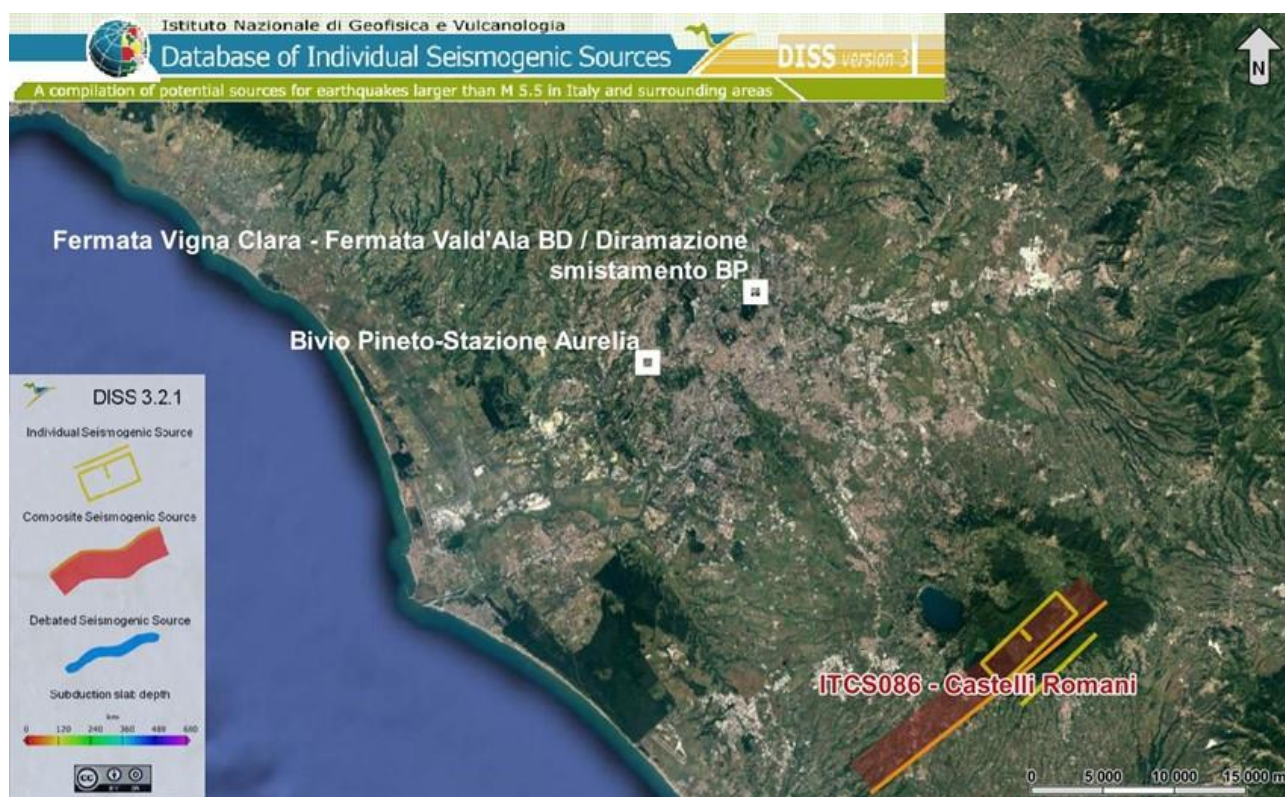 Istituto Nazionale di Geofisica e Vulcanologia
Database of Individual Seismogenic Sources
DISS version 3
A compilation of potential sources for earthquakes larger than M 5.5 in Italy and surrounding areas
N
Fermata Vigna Clara - Fermata Vald'Ala BD / Diramazione
smistamento BP
Bivio Pineto-Stazione Aurelia
DISS 3.2.1
Individual Seismogenic Source
Composite Seismogenic Source
Debated Seismogenic Source
Subduction slab depth
km
0 120 240 360 480 600
cc
ITCS086 - Castelli Romani
0 5 000 10 000 15 000 m